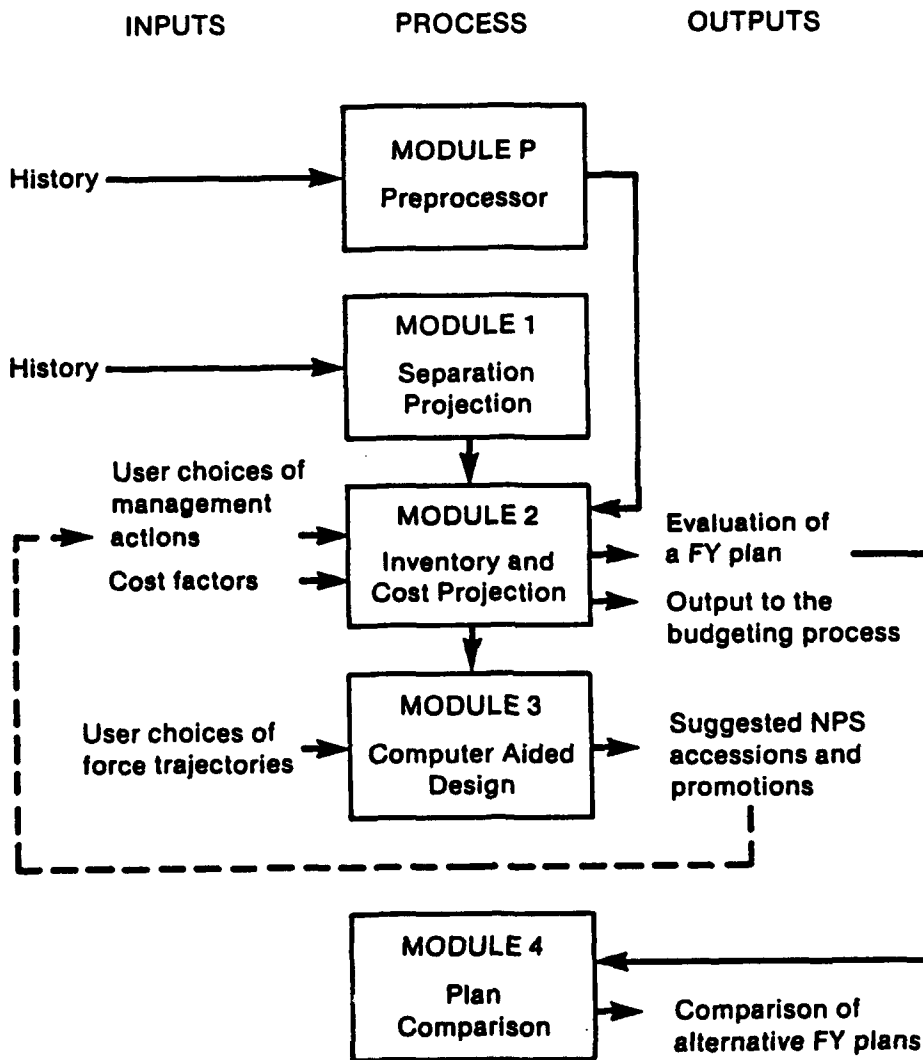 INPUTS
PROCESS
OUTPUTS
MODULE P
Preprocessor
History
MODULE 1
Separation
Projection
History
User choices of
management
actions
Cost factors
MODULE 2
Inventory and
Cost Projection
Evaluation of
a FY plan
Output to the
budgeting process
User choices of
force trajectories
MODULE 3
Computer Aided
Design
Suggested NPS
accessions and
promotions
MODULE 4
Plan
Comparison
Comparison of
alternative FY plans